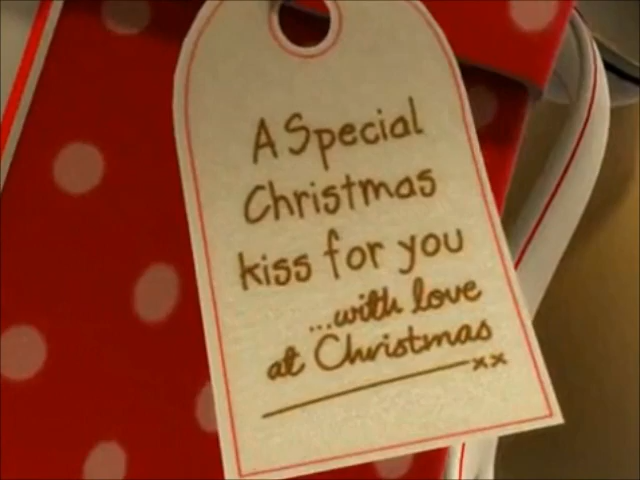 A Special
Christmas
kiss for you
...with love
at Christmas
xx